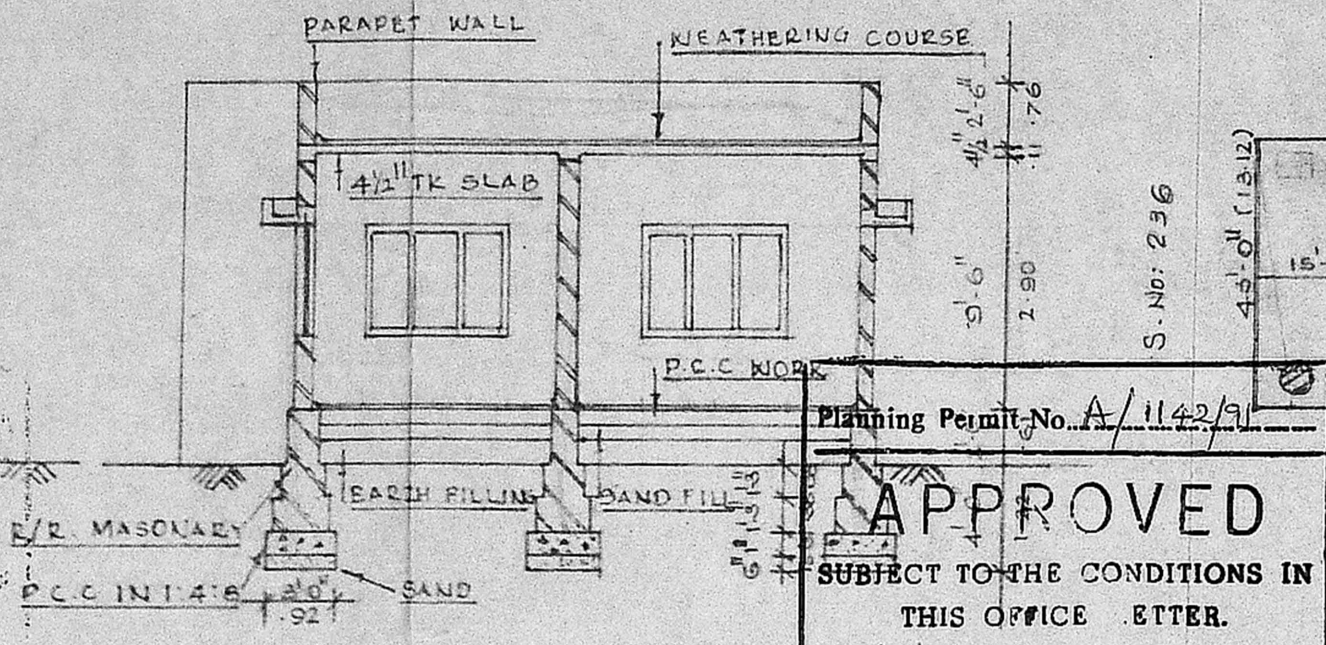 PARAPET WALL
WEATHERING COURSE
4½" TK SLAB
2'-6"
.76
4½"
.11
9'-6"
2.90
S. NO: 236
43'-0" (13.12)
15'-
P.C.C WORK
Planning Permit No. A/1142/91
EARTH FILLING
SAND FILL
R/R. MASONARY
P.C.C IN 1:4:8
3'0"
.92
SAND
APPROVED
SUBJECT TO THE CONDITIONS IN
THIS OFFICE ETTER.